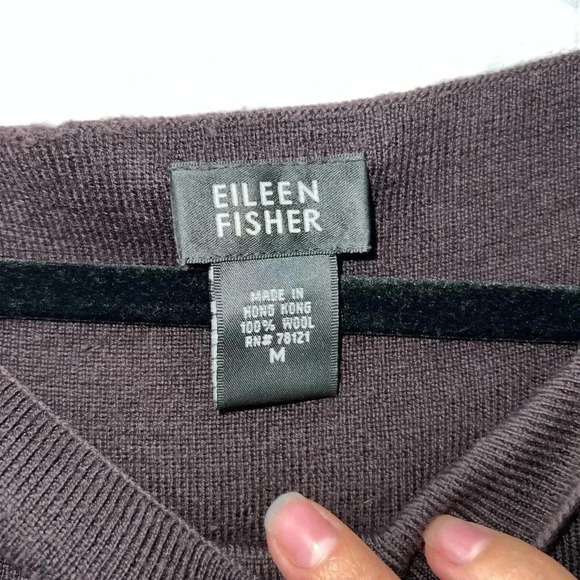 EILEEN
FISHER
MADE IN
HONG KONG
100% WOOL
RN# 78121
M